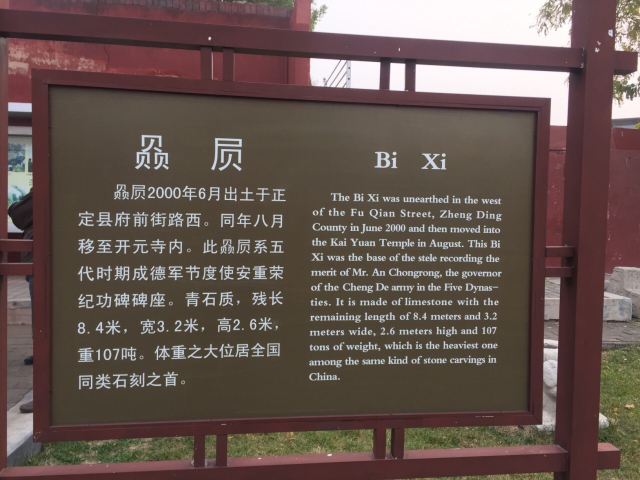 赑 屃
赑屃2000年6月出土于正
定县府前街路西。同年八月
移至开元寺内。此赑屃系五
代时期成德军节度使安重荣
纪功碑碑座。青石质，残长
8.4米，宽3.2米，高2.6米，
重107吨。体重之大位居全国
同类石刻之首。
Bi Xi
The Bi Xi was unearthed in the west
of the Fu Qian Street, Zheng Ding
County in June 2000 and then moved into
the Kai Yuan Temple in August. This Bi
Xi was the base of the stele recording the
merit of Mr. An Chongrong, the governor
of the Cheng De army in the Five Dynas-
ties. It is made of limestone with the
remaining length of 8.4 meters and 3.2
meters wide, 2.6 meters high and 107
tons of weight, which is the heaviest one
among the same kind of stone carvings in
China.